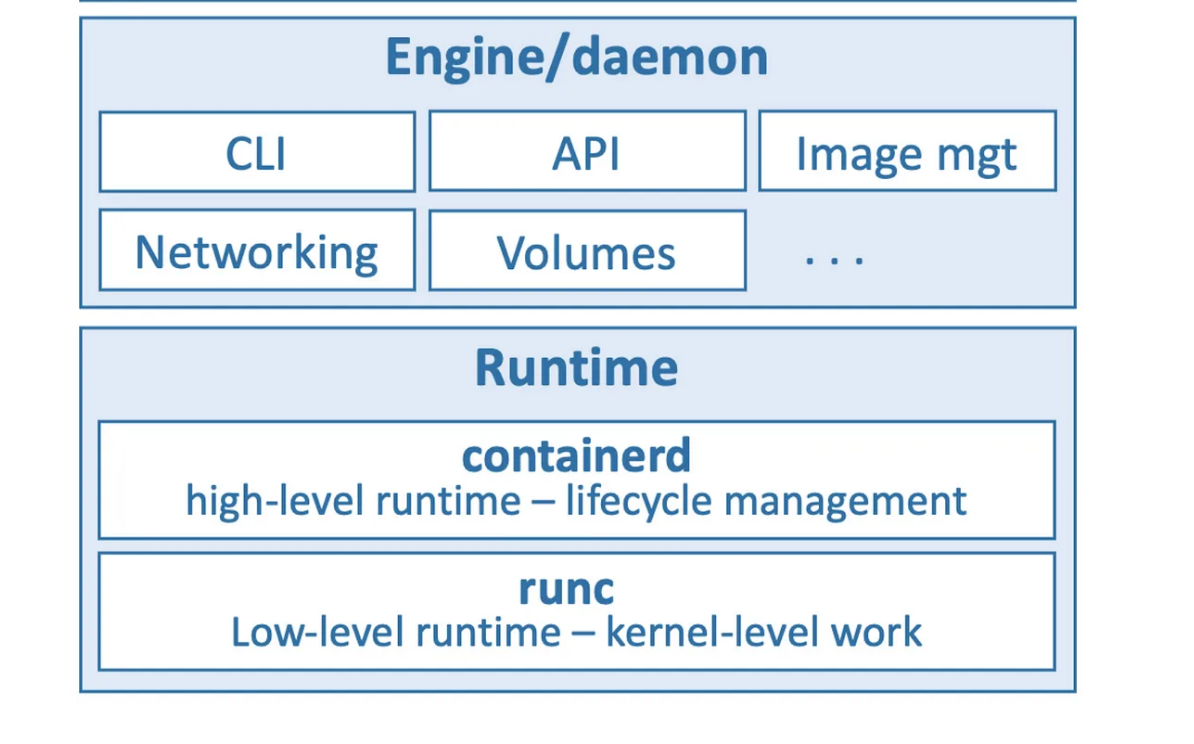 Engine/daemon
CLI
API
Image mgt
Networking
Volumes
...
Runtime
containerd
high-level runtime – lifecycle management
runc
Low-level runtime – kernel-level work